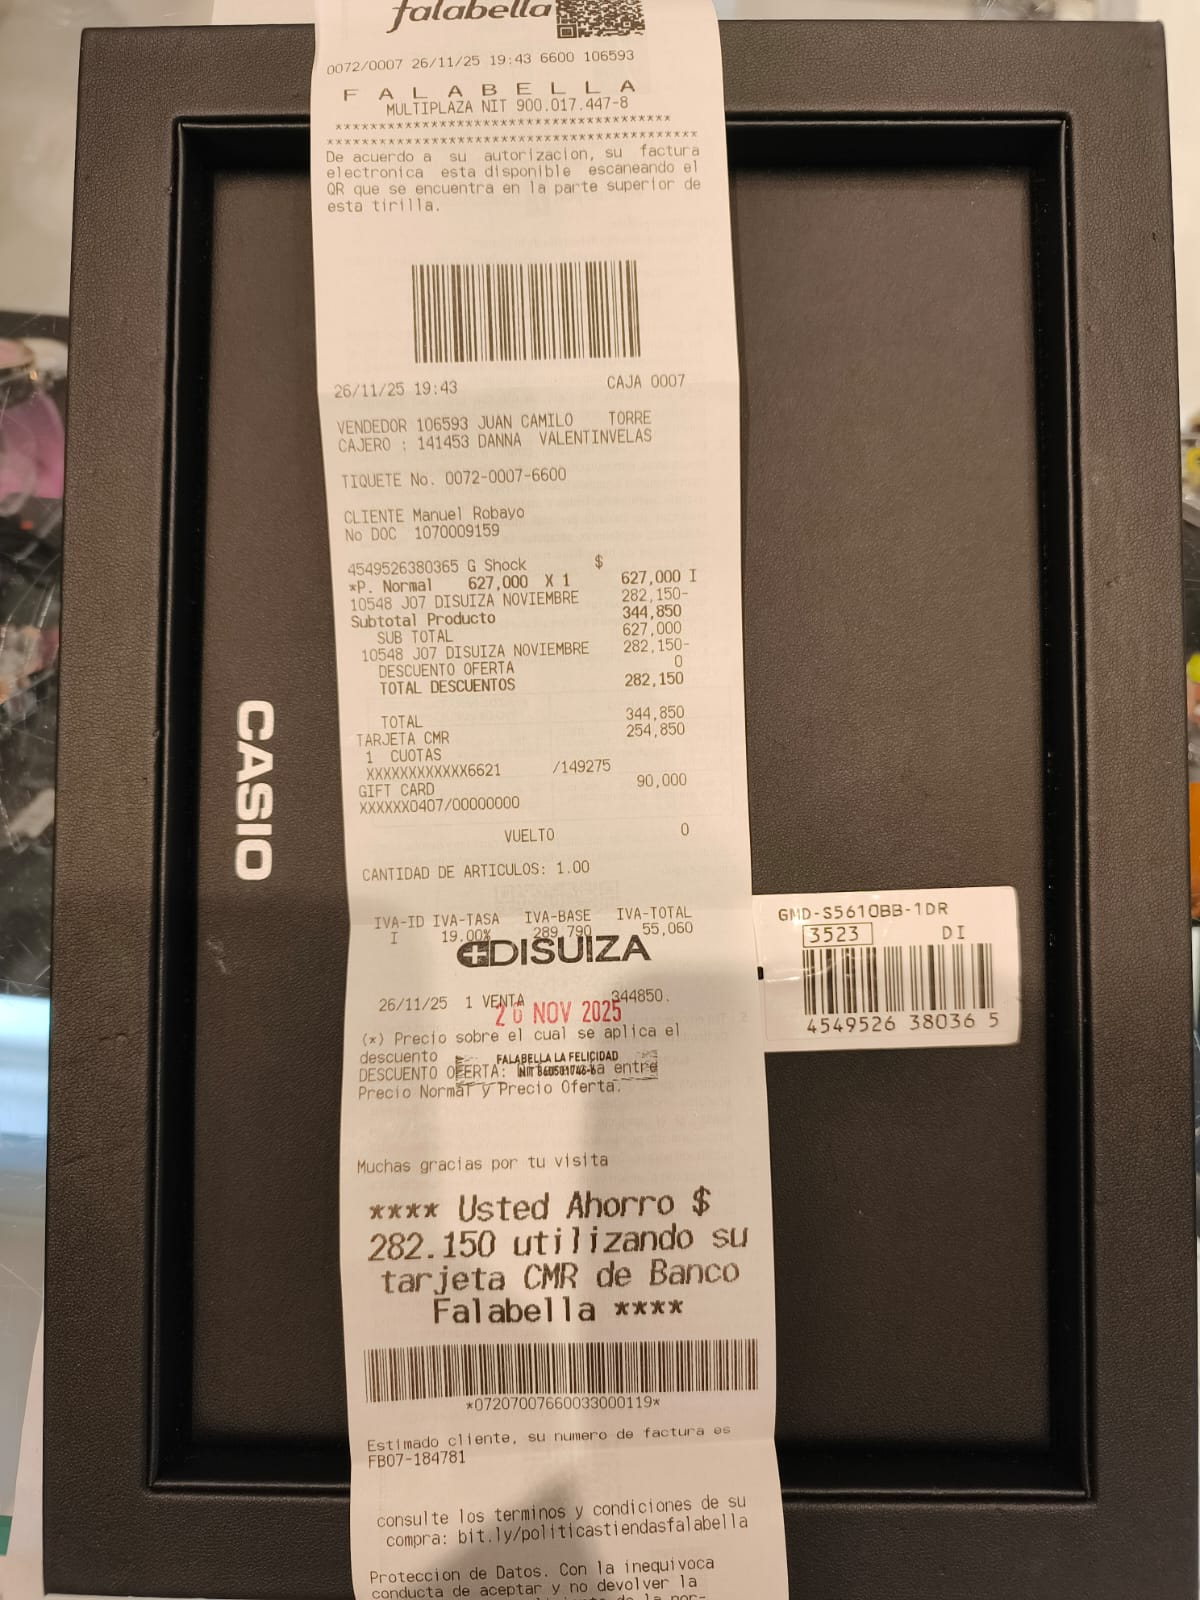 falabella
0072/0007 26/11/25 19:43 6600 106593
F A L A B E L L A
MULTIPLAZA NIT 900.017.447-8
****************************************
********************************************
De acuerdo a su autorizacion, su factura
electronica esta disponible escaneando el
QR que se encuentra en la parte superior de
esta tirilla.
26/11/25 19:43 CAJA 0007
VENDEDOR 106593 JUAN CAMILO TORRE
CAJERO : 141453 DANNA VALENTINVELAS
TIQUETE No. 0072-0007-6600
CLIENTE Manuel Robayo
No DOC 1070009159
4549526380365 G Shock $
*P. Normal 627,000 X 1 627,000 I
10548 J07 DISUIZA NOVIEMBRE 282,150-
Subtotal Producto 344,850
SUB TOTAL 627,000
10548 J07 DISUIZA NOVIEMBRE 282,150-
DESCUENTO OFERTA 0
TOTAL DESCUENTOS 282,150
TOTAL 344,850
TARJETA CMR 254,850
1 CUOTAS
XXXXXXXXXXXX6621 /149275
GIFT CARD 90,000
XXXXXX0407/00000000
VUELTO 0
CANTIDAD DE ARTICULOS: 1.00
IVA-ID IVA-TASA IVA-BASE IVA-TOTAL
I 19.00% 289,790 55,060
DISUIZA
26/11/25 1 VENTA 344850.
26 NOV 2025
(*) Precio sobre el cual se aplica el
descuento
FALABELLA LA FELICIDAD
DESCUENTO OFERTA: entre
Precio Normal y Precio Oferta.
Muchas gracias por tu visita
**** Usted Ahorro $
282.150 utilizando su
tarjeta CMR de Banco
Falabella ****
*07207007660033000119*
Estimado cliente, su numero de factura es
FB07-184781
consulte los terminos y condiciones de su
compra: bit.ly/politicastiendasfalabella
Proteccion de Datos. Con la inequivoca
conducta de aceptar y no devolver la
CASIO
GMD-S5610BB-1DR
3523 DI
4549526 38036 5